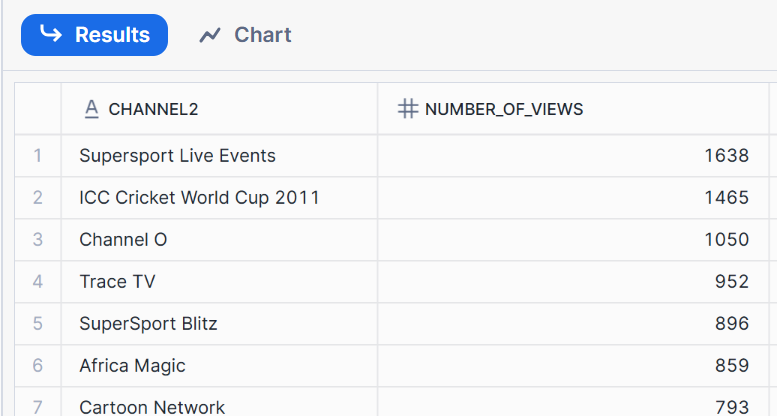 Results Chart
CHANNEL2 NUMBER_OF_VIEWS
1 Supersport Live Events 1638
2 ICC Cricket World Cup 2011 1465
3 Channel O 1050
4 Trace TV 952
5 SuperSport Blitz 896
6 Africa Magic 859
7 Cartoon Network 793